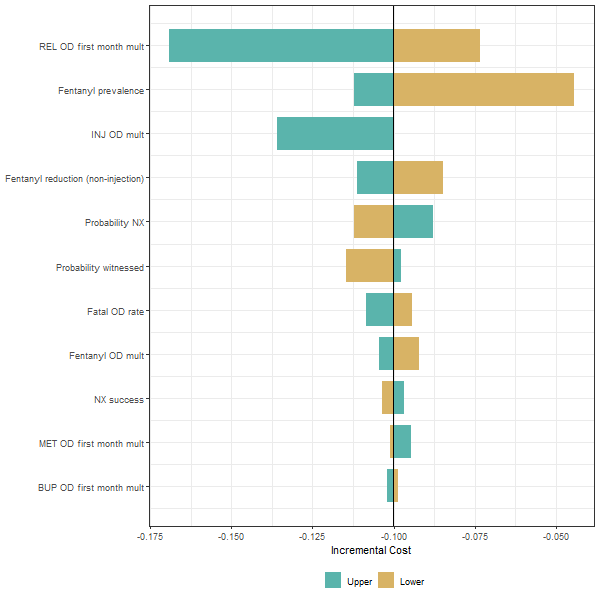 REL OD first month mult
Fentanyl prevalence
INJ OD mult
Fentanyl reduction (non-injection)
Probability NX
Probability witnessed
Fatal OD rate
Fentanyl OD mult
NX success
MET OD first month mult
BUP OD first month mult
-0.175 -0.150 -0.125 -0.100 -0.075 -0.050
Incremental Cost
Upper Lower